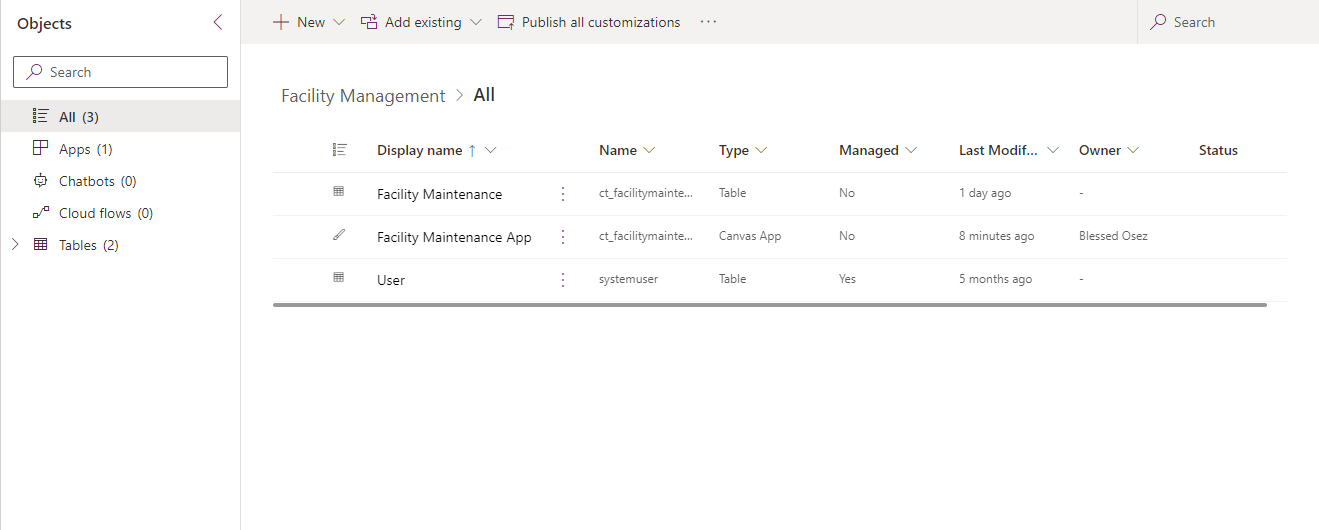 Objects
Search
All (3)
Apps (1)
Chatbots (0)
Cloud flows (0)
Tables (2)
New Add existing Publish all customizations ··· Search
Facility Management > All
Display name ↑ Name Type Managed Last Modif... Owner Status
Facility Maintenance ct_facilitymainte... Table No 1 day ago -
Facility Maintenance App ct_facilitymainte... Canvas App No 8 minutes ago Blessed Osez
User systemuser Table Yes 5 months ago -